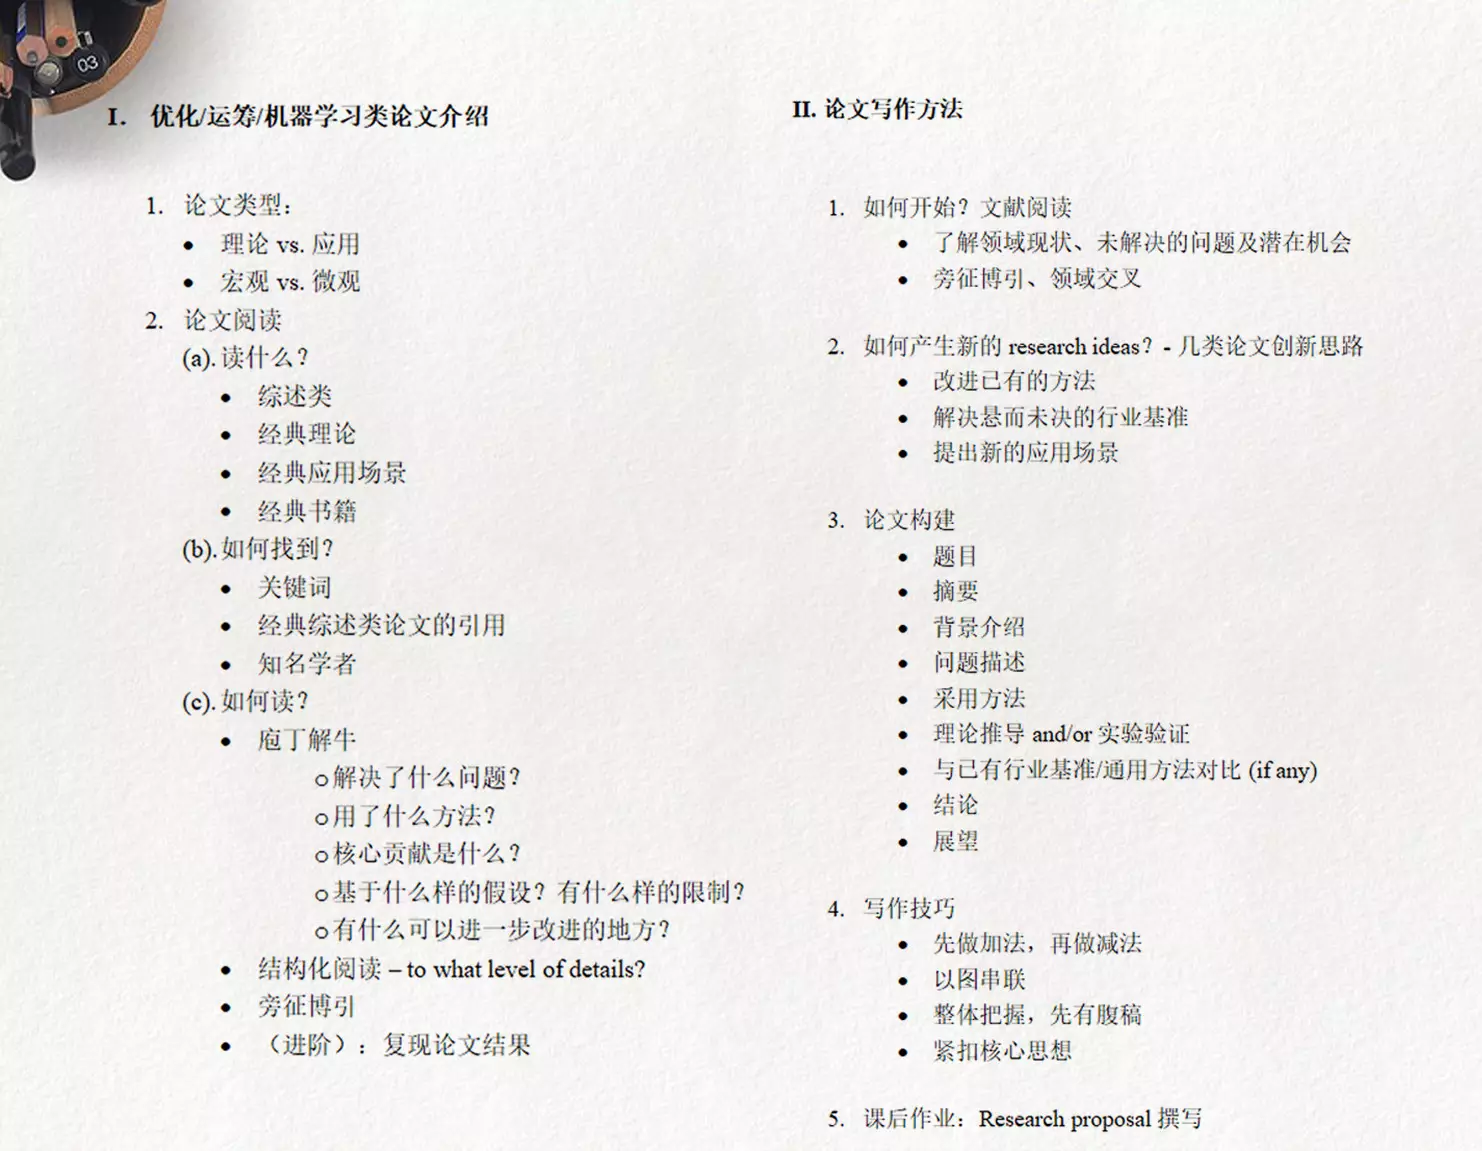 03
I. 优化/运筹/机器学习类论文介绍
1. 论文类型：
• 理论 vs. 应用
• 宏观 vs. 微观
2. 论文阅读
(a). 读什么？
• 综述类
• 经典理论
• 经典应用场景
• 经典书籍
(b). 如何找到？
• 关键词
• 经典综述类论文的引用
• 知名学者
(c). 如何读？
• 庖丁解牛
o 解决了什么问题？
o 用了什么方法？
o 核心贡献是什么？
o 基于什么样的假设？有什么样的限制？
o 有什么可以进一步改进的地方？
• 结构化阅读 – to what level of details?
• 旁征博引
• （进阶）：复现论文结果
II. 论文写作方法
1. 如何开始？文献阅读
• 了解领域现状、未解决的问题及潜在机会
• 旁征博引、领域交叉
2. 如何产生新的 research ideas？- 几类论文创新思路
• 改进已有的方法
• 解决悬而未决的行业基准
• 提出新的应用场景
3. 论文构建
• 题目
• 摘要
• 背景介绍
• 问题描述
• 采用方法
• 理论推导 and/or 实验验证
• 与已有行业基准/通用方法对比 (if any)
• 结论
• 展望
4. 写作技巧
• 先做加法，再做减法
• 以图串联
• 整体把握，先有腹稿
• 紧扣核心思想
5. 课后作业：Research proposal 撰写